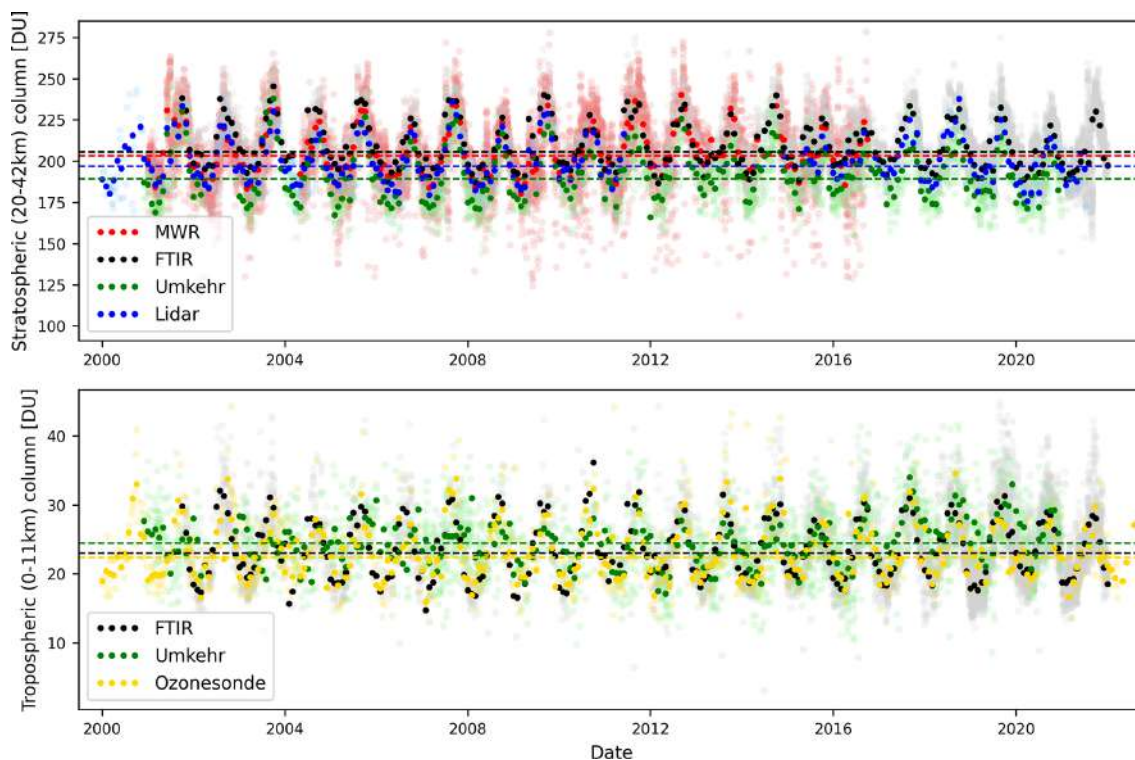 Stratospheric (20-42km) column [DU]
275
250
225
200
175
150
125
100
MWR
FTIR
Umkehr
Lidar
2000
2004
2008
2012
2016
2020
Tropospheric (0-11km) column [DU]
40
30
20
10
FTIR
Umkehr
Ozonesonde
2000
2004
2008
2012
2016
2020
Date